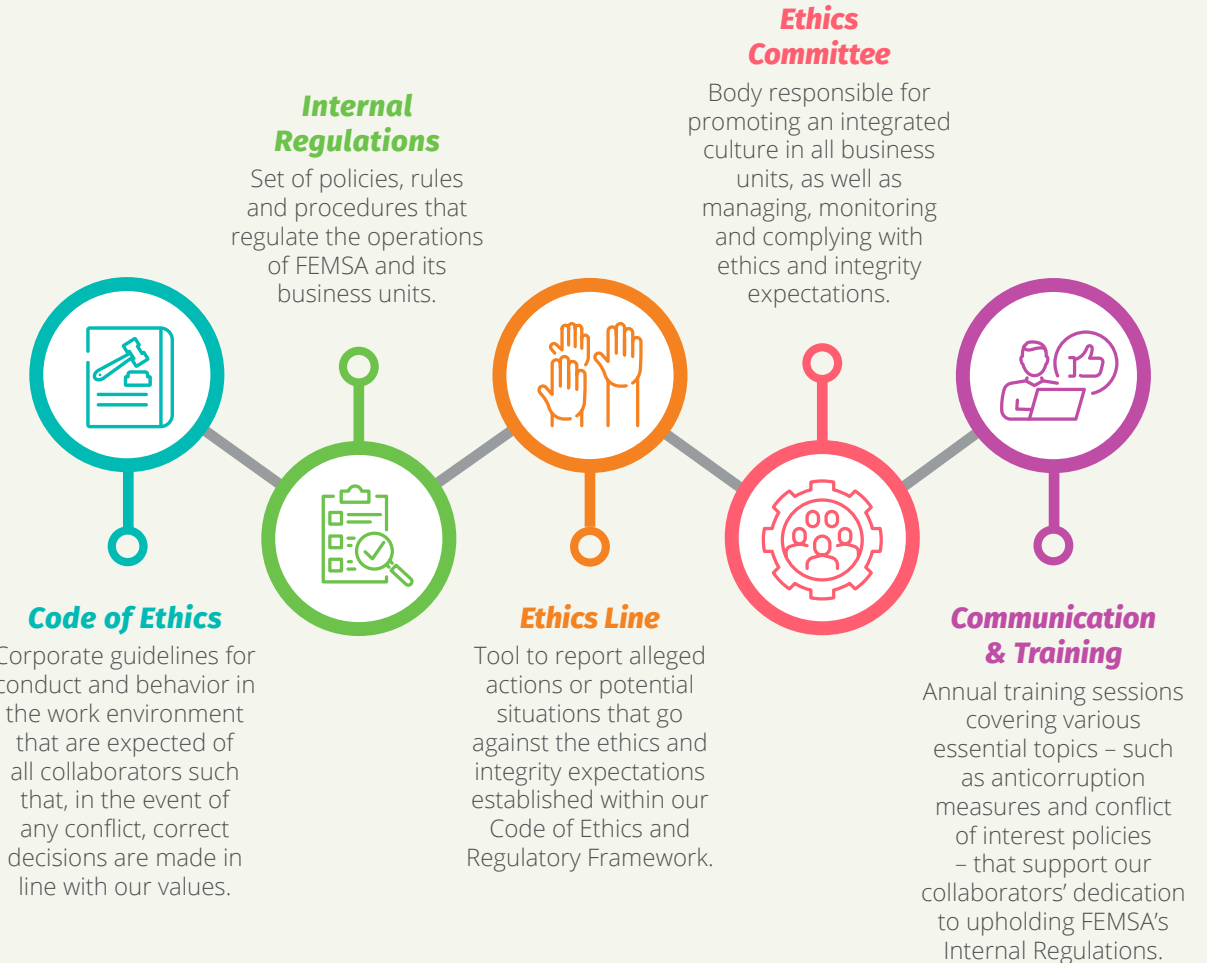 Code of Ethics
Corporate guidelines for
conduct and behavior in
the work environment
that are expected of
all collaborators such
that, in the event of
any conflict, correct
decisions are made in
line with our values.
Internal
Regulations
Set of policies, rules
and procedures that
regulate the operations
of FEMSA and its
business units.
Ethics Line
Tool to report alleged
actions or potential
situations that go
against the ethics and
integrity expectations
established within our
Code of Ethics and
Regulatory Framework.
Ethics
Committee
Body responsible for
promoting an integrated
culture in all business
units, as well as
managing, monitoring
and complying with
ethics and integrity
expectations.
Communication
& Training
Annual training sessions
covering various
essential topics – such
as anticorruption
measures and conflict
of interest policies
– that support our
collaborators’ dedication
to upholding FEMSA’s
Internal Regulations.